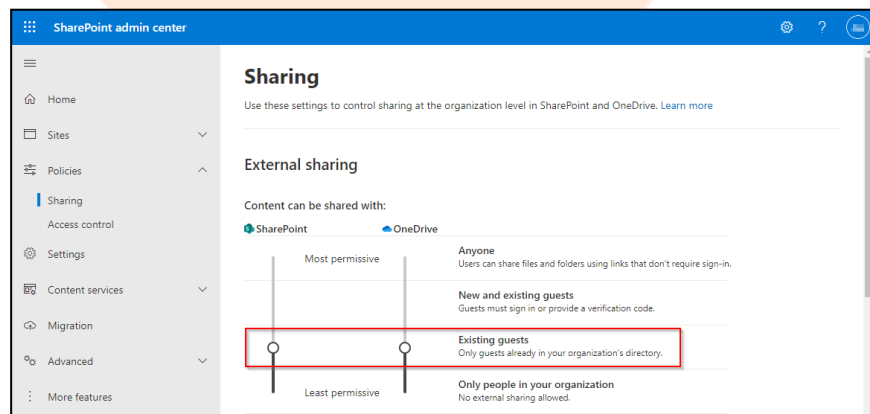 SharePoint admin center
?
Home
Sites
Policies
Sharing
Access control
Settings
Content services
Migration
Advanced
More features
Sharing
Use these settings to control sharing at the organization level in SharePoint and OneDrive. Learn more
External sharing
Content can be shared with:
SharePoint OneDrive
Most permissive
Anyone
Users can share files and folders using links that don't require sign-in.
New and existing guests
Guests must sign in or provide a verification code.
Existing guests
Only guests already in your organization's directory.
Least permissive
Only people in your organization
No external sharing allowed.